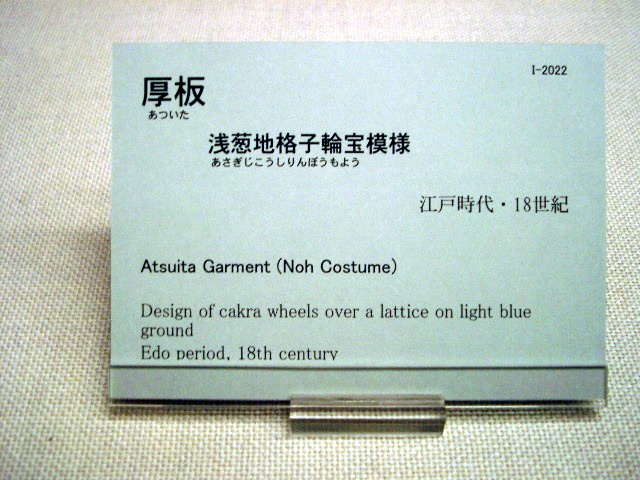 I-2022
厚板
あついた
浅葱地格子輪宝模様
あさぎじこうしりんぼうもよう
江戸時代・18世紀
Atsuita Garment (Noh Costume)
Design of cakra wheels over a lattice on light blue
ground
Edo period, 18th century